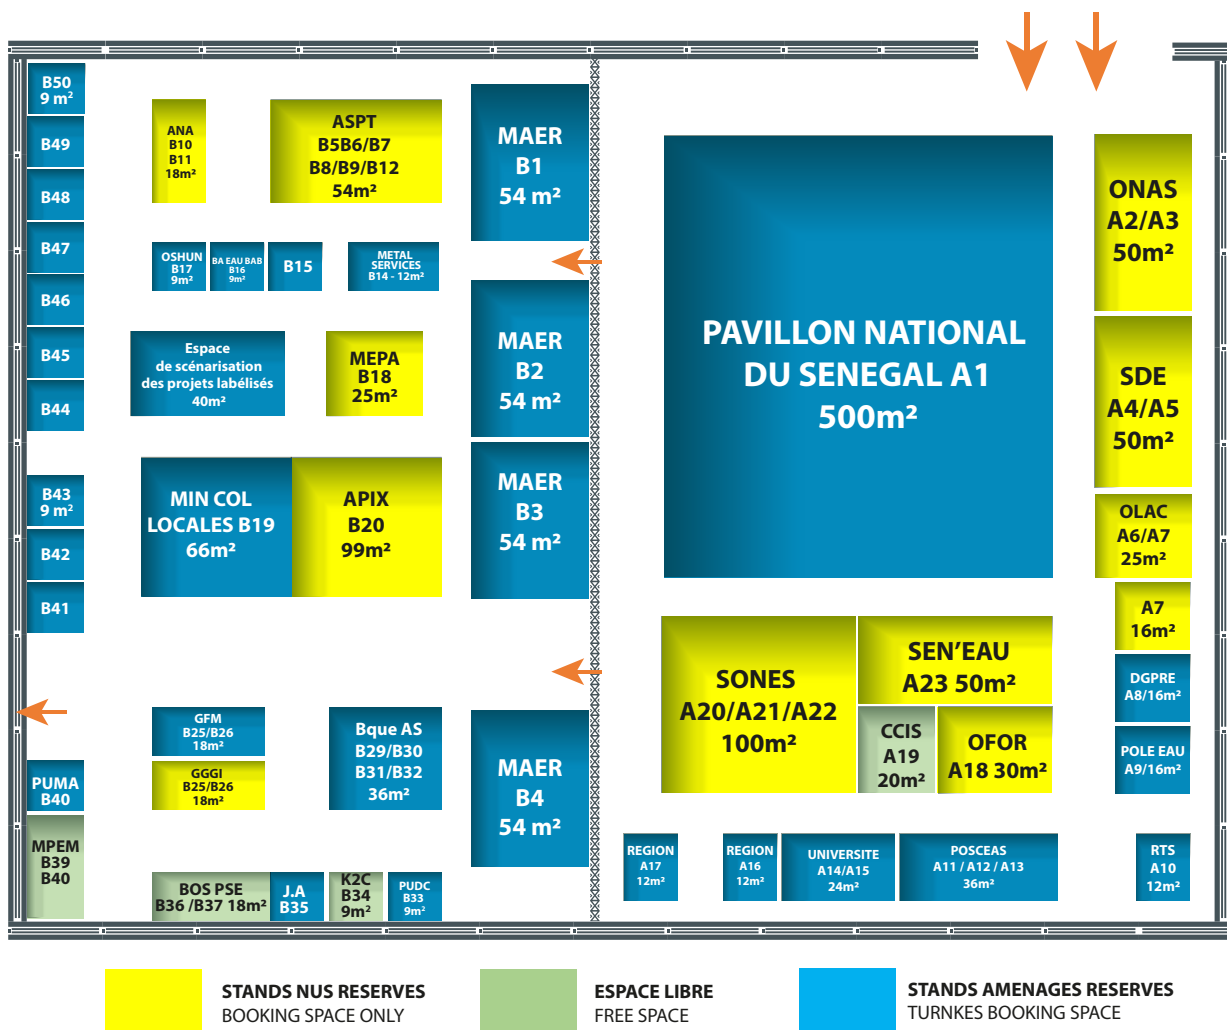 B50
9 m²
B49
B48
B47
B46
B45
B44
B43
9 m²
B42
B41
PUMA
B40
MPEM
B39
B40
ANA
B10
B11
18m²
ASPT
B5B6/B7
B8/B9/B12
54m²
OSHUN
B17
9m²
BA EAU BAB
B16
9m²
B15
METAL
SERVICES
B14 - 12m²
Espace
de scénarisation
des projets labélisés
40m²
MEPA
B18
25m²
MIN COL
LOCALES B19
66m²
APIX
B20
99m²
GFM
B25/B26
18m²
GGGI
B25/B26
18m²
Bque AS
B29/B30
B31/B32
36m²
BOS PSE
B36 /B37 18m²
J.A
B35
K2C
B34
9m²
PUDC
B33
9m²
MAER
B1
54 m²
MAER
B2
54 m²
MAER
B3
54 m²
MAER
B4
54 m²
PAVILLON NATIONAL
DU SENEGAL A1
500m²
ONAS
A2/A3
50m²
SDE
A4/A5
50m²
OLAC
A6/A7
25m²
A7
16m²
DGPRE
A8/16m²
POLE EAU
A9/16m²
SONES
A20/A21/A22
100m²
SEN’EAU
A23 50m²
CCIS
A19
20m²
OFOR
A18 30m²
REGION
A17
12m²
REGION
A16
12m²
UNIVERSITE
A14/A15
24m²
POSCEAS
A11 / A12 / A13
36m²
RTS
A10
12m²
STANDS NUS RESERVES
BOOKING SPACE ONLY
ESPACE LIBRE
FREE SPACE
STANDS AMENAGES RESERVES
TURNKES BOOKING SPACE